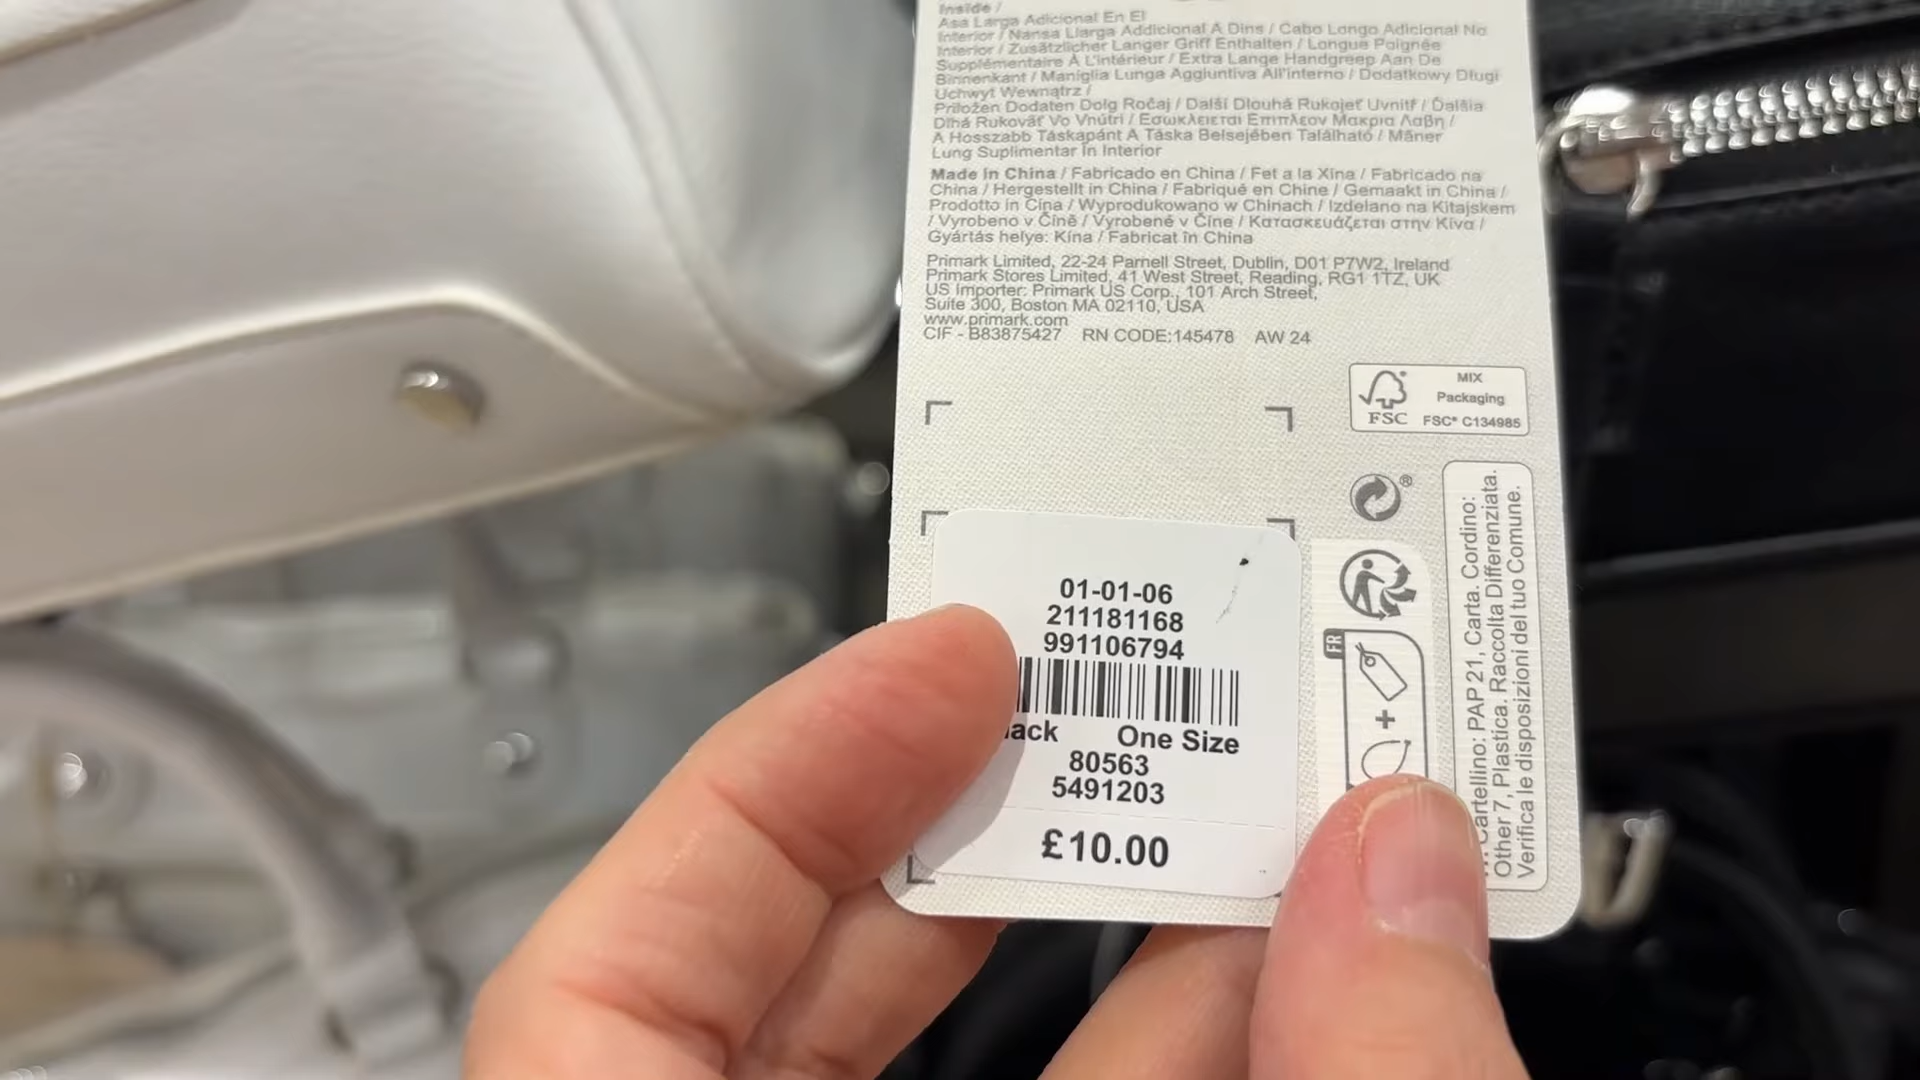 Inside /
Asa Larga Adicional En El
Interior / Nansa Llarga Addicional A Dins / Cabo Longo Adicional No
Interior / Zusätzlicher Langer Griff Enthalten / Longue Poignée
Supplémentaire À L'intérieur / Extra Lange Handgreep Aan De
Binnenkant / Maniglia Lunga Aggiuntiva All'interno / Dodatkowy Długi
Uchwyt Wewnątrz /
Priložen Dodaten Dolg Ročaj / Další Dlouhá Rukojeť Uvnitř / Ďalšia
Dlhá Rukoväť Vo Vnútri / Εσωκλειεται Επιπλεον Μακρια Λαβη /
A Hosszabb Táskapánt A Táska Belsejében Található / Mâner
Lung Suplimentar În Interior
Made in China / Fabricado en China / Fet a la Xina / Fabricado na
China / Hergestellt in China / Fabriqué en Chine / Gemaakt in China /
Prodotto in Cina / Wyprodukowano w Chinach / Izdelano na Kitajskem
/ Vyrobeno v Číně / Vyrobené v Číne / Κατασκευάζεται στην Κίνα /
Gyártás helye: Kína / Fabricat în China
Primark Limited, 22-24 Parnell Street, Dublin, D01 P7W2, Ireland
Primark Stores Limited, 41 West Street, Reading, RG1 1TZ, UK
US Importer: Primark US Corp., 101 Arch Street,
Suite 300, Boston MA 02110, USA
www.primark.com
CIF - B83875427 RN CODE:145478 AW 24
MIX
Packaging
FSC FSC® C134985
®
01-01-06
211181168
991106794
One Size
80563
5491203
£10.00
FR
+
Cartellino: PAP 21, Carta. Cordino:
Other 7, Plastica. Raccolta Differenziata.
Verifica le disposizioni del tuo Comune.